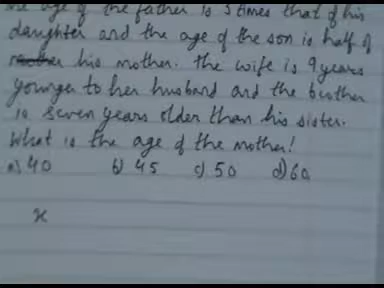 the age of the father is 3 times that of his
daughter and the age of the son is half of
his mother. The wife is 9 years
younger to her husband and the brother
is seven years older than his sister.
What is the age of the mother?
a) 40 b) 45 c) 50 d) 60
x